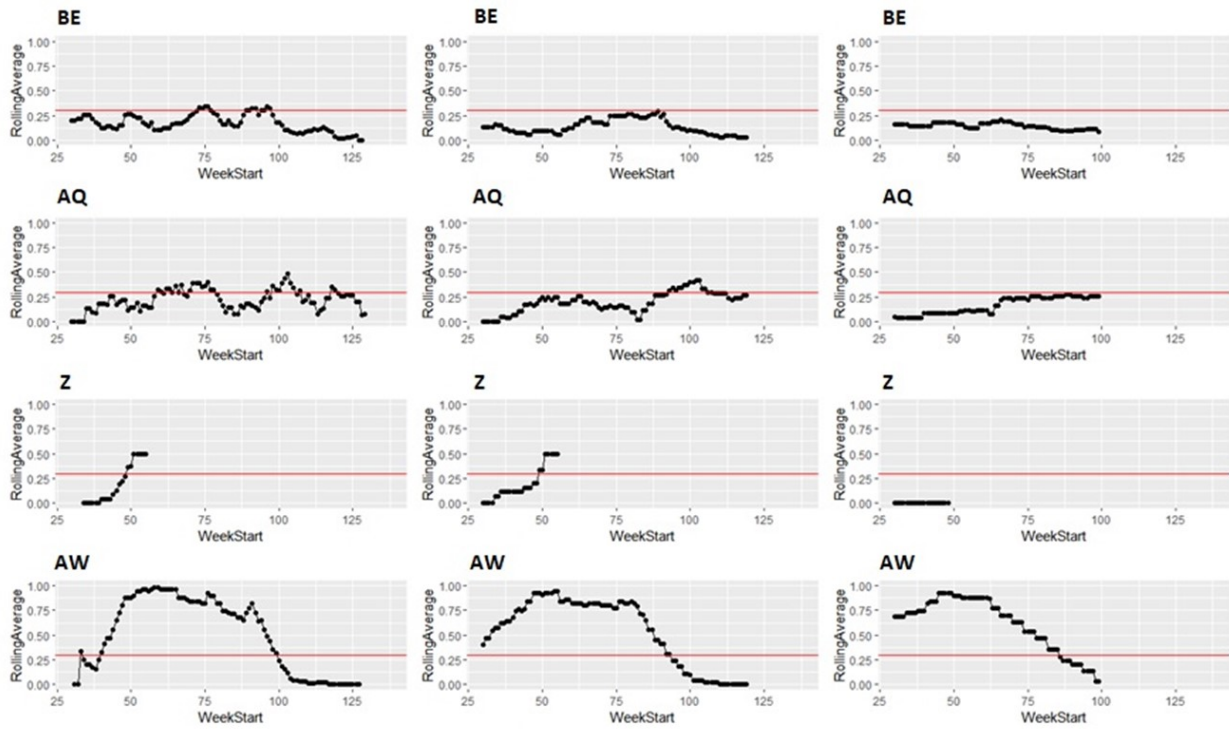 BE BE BE
1.00 1.00 1.00
RollingAverage RollingAverage RollingAverage
0.75 0.75 0.75
0.50 0.50 0.50
0.25 0.25 0.25
0.00 0.00 0.00
25 50 75 100 125 25 50 75 100 125 25 50 75 100 125
WeekStart WeekStart WeekStart
AQ AQ AQ
1.00 1.00 1.00
RollingAverage RollingAverage RollingAverage
0.75 0.75 0.75
0.50 0.50 0.50
0.25 0.25 0.25
0.00 0.00 0.00
25 50 75 100 125 25 50 75 100 125 25 50 75 100 125
WeekStart WeekStart WeekStart
Z Z Z
1.00 1.00 1.00
RollingAverage RollingAverage RollingAverage
0.75 0.75 0.75
0.50 0.50 0.50
0.25 0.25 0.25
0.00 0.00 0.00
25 50 75 100 125 25 50 75 100 125 25 50 75 100 125
WeekStart WeekStart WeekStart
AW AW AW
1.00 1.00 1.00
RollingAverage RollingAverage RollingAverage
0.75 0.75 0.75
0.50 0.50 0.50
0.25 0.25 0.25
0.00 0.00 0.00
25 50 75 100 125 25 50 75 100 125 25 50 75 100 125
WeekStart WeekStart WeekStart